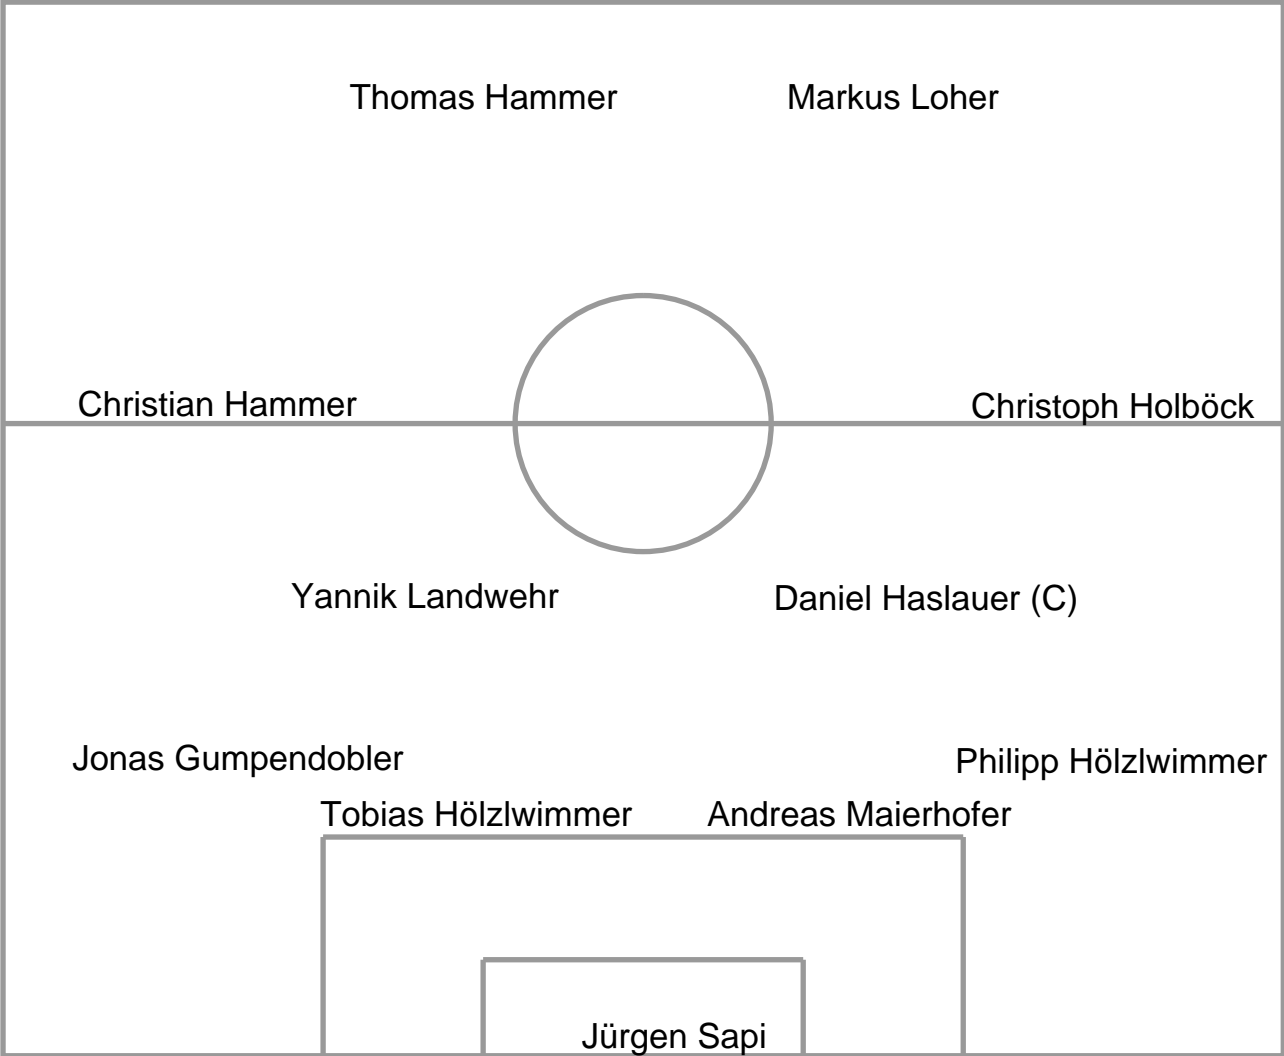 Thomas Hammer
Markus Loher
Christian Hammer
Christoph Holböck
Yannik Landwehr
Daniel Haslauer (C)
Jonas Gumpendobler
Philipp Hölzlwimmer
Tobias Hölzlwimmer
Andreas Maierhofer
Jürgen Sapi